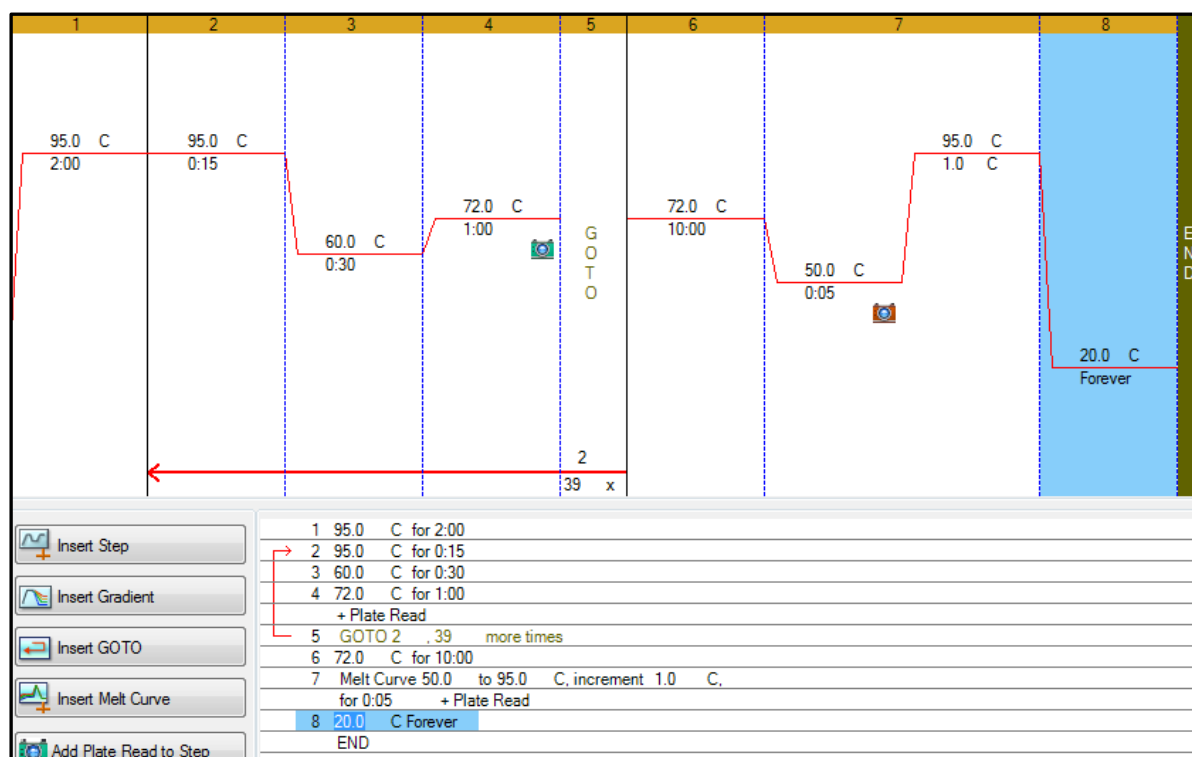 1 2 3 4 5 6 7 8
95.0 C
2:00
95.0 C
0:15
60.0 C
0:30
72.0 C
1:00
G
O
T
O
72.0 C
10:00
50.0 C
0:05
95.0 C
1.0 C
20.0 C
Forever
E
N
D
2
39 x
Insert Step
Insert Gradient
Insert GOTO
Insert Melt Curve
Add Plate Read to Step
1 95.0 C for 2:00
2 95.0 C for 0:15
3 60.0 C for 0:30
4 72.0 C for 1:00
+ Plate Read
5 GOTO 2 , 39 more times
6 72.0 C for 10:00
7 Melt Curve 50.0 to 95.0 C, increment 1.0 C,
for 0:05 + Plate Read
8 20.0 C Forever
END